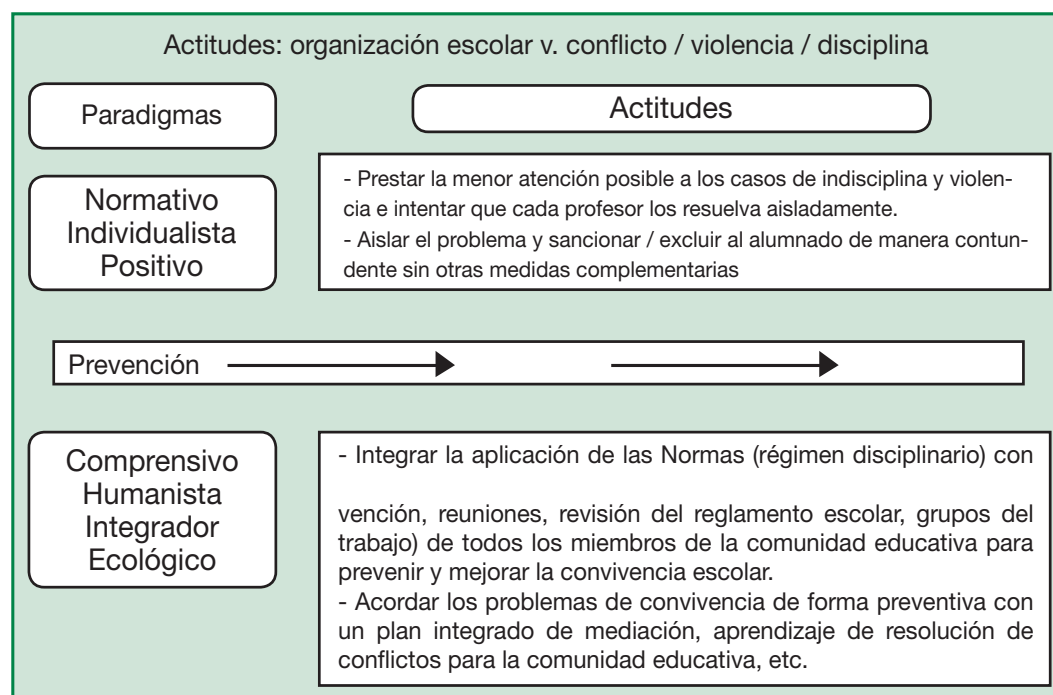 Actitudes: organización escolar v. conflicto / violencia / disciplina
Paradigmas
Actitudes
Normativo
Individualista
Positivo
- Prestar la menor atención posible a los casos de indisciplina y violen-
cia e intentar que cada profesor los resuelva aisladamente.
- Aislar el problema y sancionar / excluir al alumnado de manera contun-
dente sin otras medidas complementarias
Prevención
Comprensivo
Humanista
Integrador
Ecológico
- Integrar la aplicación de las Normas (régimen disciplinario) con
vención, reuniones, revisión del reglamento escolar, grupos del
trabajo) de todos los miembros de la comunidad educativa para
prevenir y mejorar la convivencia escolar.
- Acordar los problemas de convivencia de forma preventiva con
un plan integrado de mediación, aprendizaje de resolución de
conflictos para la comunidad educativa, etc.